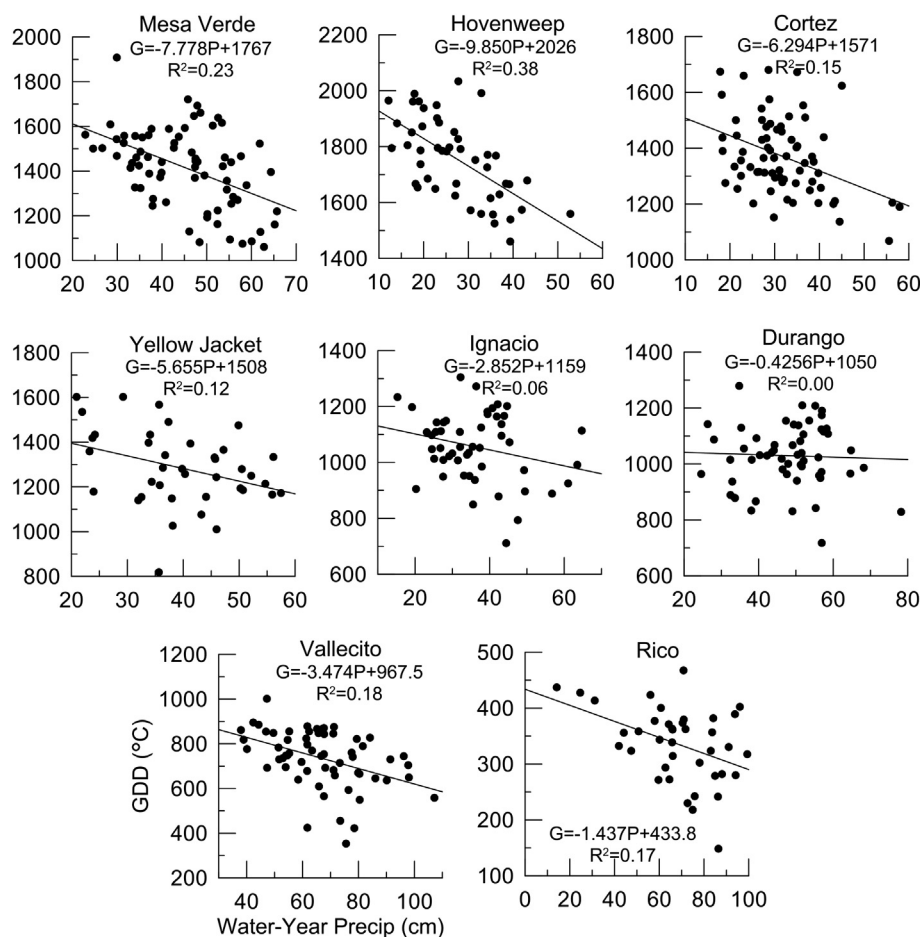 Mesa Verde
G=-7.778P+1767
R²=0.23
2000
1800
1600
1400
1200
1000
20 30 40 50 60 70
Hovenweep
G=-9.850P+2026
R²=0.38
2200
2000
1800
1600
1400
10 20 30 40 50 60
Cortez
G=-6.294P+1571
R²=0.15
1800
1600
1400
1200
1000
10 20 30 40 50 60
Yellow Jacket
G=-5.655P+1508
R²=0.12
1800
1600
1400
1200
1000
800
20 30 40 50 60
Ignacio
G=-2.852P+1159
R²=0.06
1400
1200
1000
800
600
20 40 60
Durango
G=-0.4256P+1050
R²=0.00
1400
1200
1000
800
600
20 40 60 80
Vallecito
G=-3.474P+967.5
R²=0.18
1200
1000
800
600
400
200
40 60 80 100
GDD (°C)
Water-Year Precip (cm)
Rico
500
400
300
200
100
G=-1.437P+433.8
R²=0.17
0 20 40 60 80 100